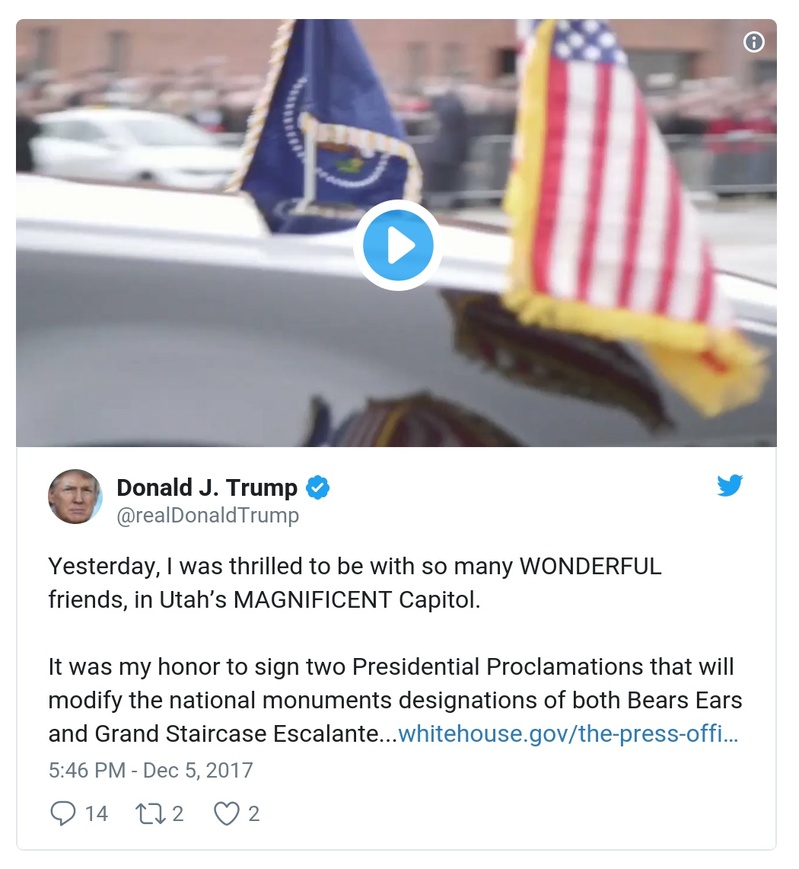 Donald J. Trump
@realDonaldTrump
Yesterday, I was thrilled to be with so many WONDERFUL
friends, in Utah’s MAGNIFICENT Capitol.
It was my honor to sign two Presidential Proclamations that will
modify the national monuments designations of both Bears Ears
and Grand Staircase Escalante...whitehouse.gov/the-press-offi…
5:46 PM - Dec 5, 2017
14 2 2